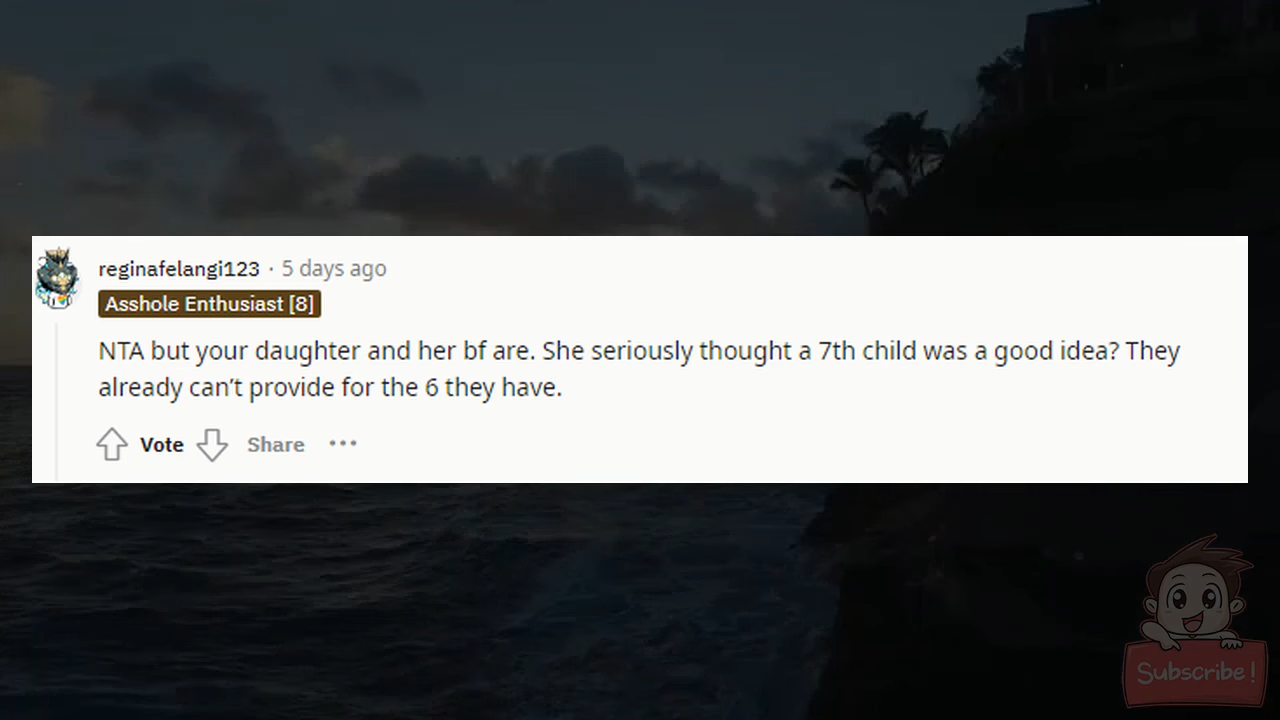 reginafelangi123 · 5 days ago
Asshole Enthusiast [8]
NTA but your daughter and her bf are. She seriously thought a 7th child was a good idea? They
already can’t provide for the 6 they have.
Vote Share •••
Subscribe!